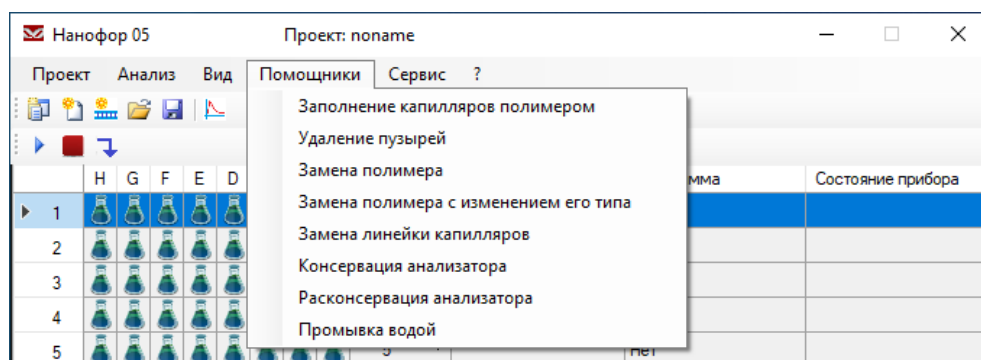 Нанофор 05 Проект: noname
Проект Анализ Вид Помощники Сервис ?
Заполнение капилляров полимером
Удаление пузырей
Замена полимера
Замена полимера с изменением его типа
Замена линейки капилляров
Консервация анализатора
Расконсервация анализатора
Промывка водой
H G F E D мма Состояние прибора
1
2
3
4
5 5 Нет